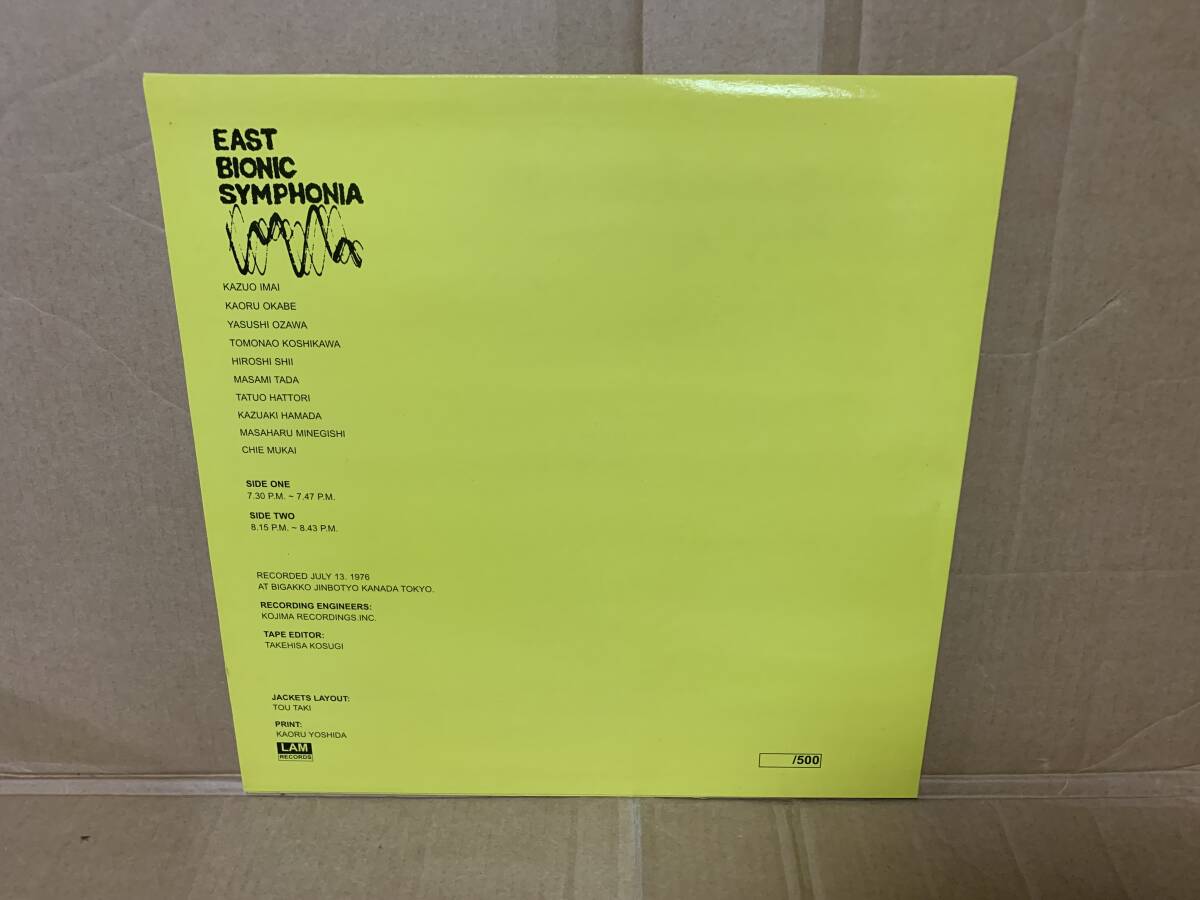 EAST
BIONIC
SYMPHONIA
KAZUO IMAI
KAORU OKABE
YASUSHI OZAWA
TOMONAO KOSHIKAWA
HIROSHI SHII
MASAMI TADA
TATUO HATTORI
KAZUAKI HAMADA
MASAHARU MINEGISHI
CHIE MUKAI
SIDE ONE
7.30 P.M. ~ 7.47 P.M.
SIDE TWO
8.15 P.M. ~ 8.43 P.M.
RECORDED JULY 13. 1976
AT BIGAKKO JINBOTYO KANADA TOKYO.
RECORDING ENGINEERS:
KOJIMA RECORDINGS.INC.
TAPE EDITOR:
TAKEHISA KOSUGI
JACKETS LAYOUT:
TOU TAKI
PRINT:
KAORU YOSHIDA
LAM
RECORDS
/500